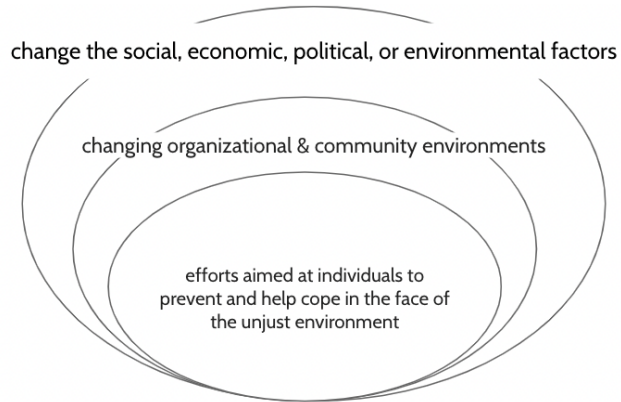 change the social, economic, political, or environmental factors
changing organizational & community environments
efforts aimed at individuals to
prevent and help cope in the face of
the unjust environment